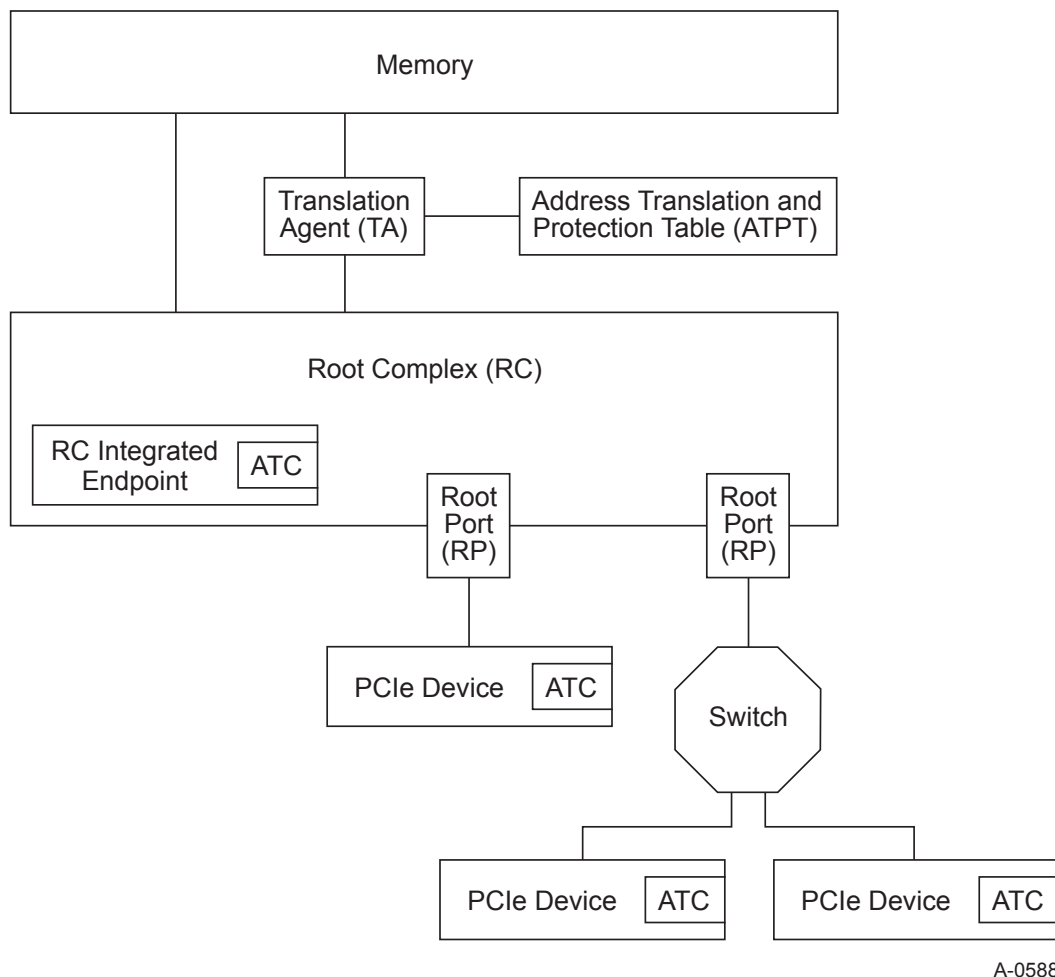 Memory
Translation
Agent (TA)
Address Translation and
Protection Table (ATPT)
Root Complex (RC)
RC Integrated
Endpoint
ATC
Root
Port
(RP)
Root
Port
(RP)
PCIe Device
ATC
Switch
PCIe Device
ATC
PCIe Device
ATC
A-0588